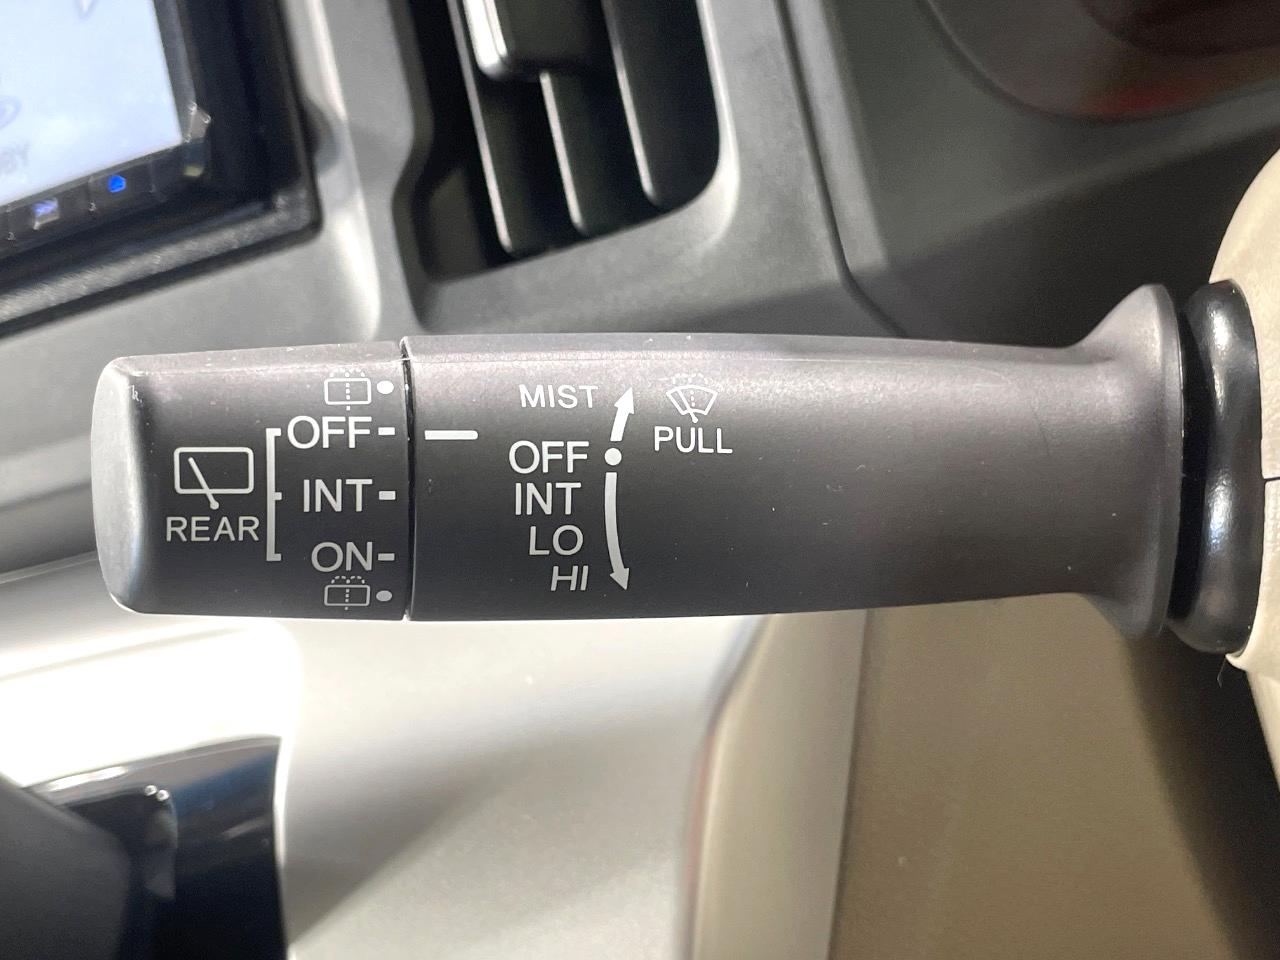 REAR
OFF
INT
ON
MIST
OFF
INT
LO
HI
PULL